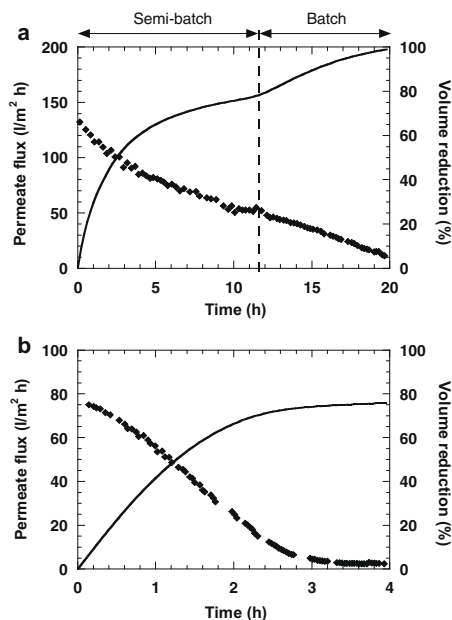 Semi-batch Batch
a
200 100
150 80
100 60
50 40
0 20
0
0 5 10 15 20
Permeate flux (l/m² h)
Volume reduction (%)
Time (h)
b
100 100
80 80
60 60
40 40
20 20
0 0
0 1 2 3 4
Permeate flux (l/m² h)
Volume reduction (%)
Time (h)